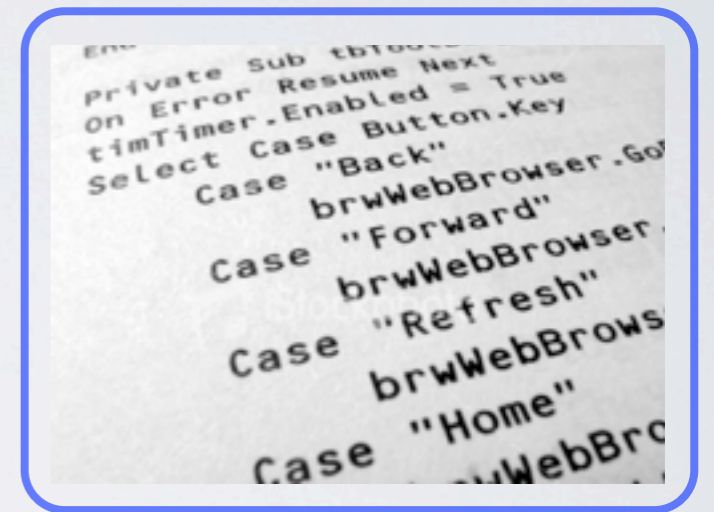 Private Sub
On Error Resume Next
timTimer.Enabled = True
Select Case Button.Key
Case "Back"
brwWebBrowser.Go
Case "Forward"
brwWebBrowser.
Case "Refresh"
brwWebBrows
Case "Home"
brwWebBro